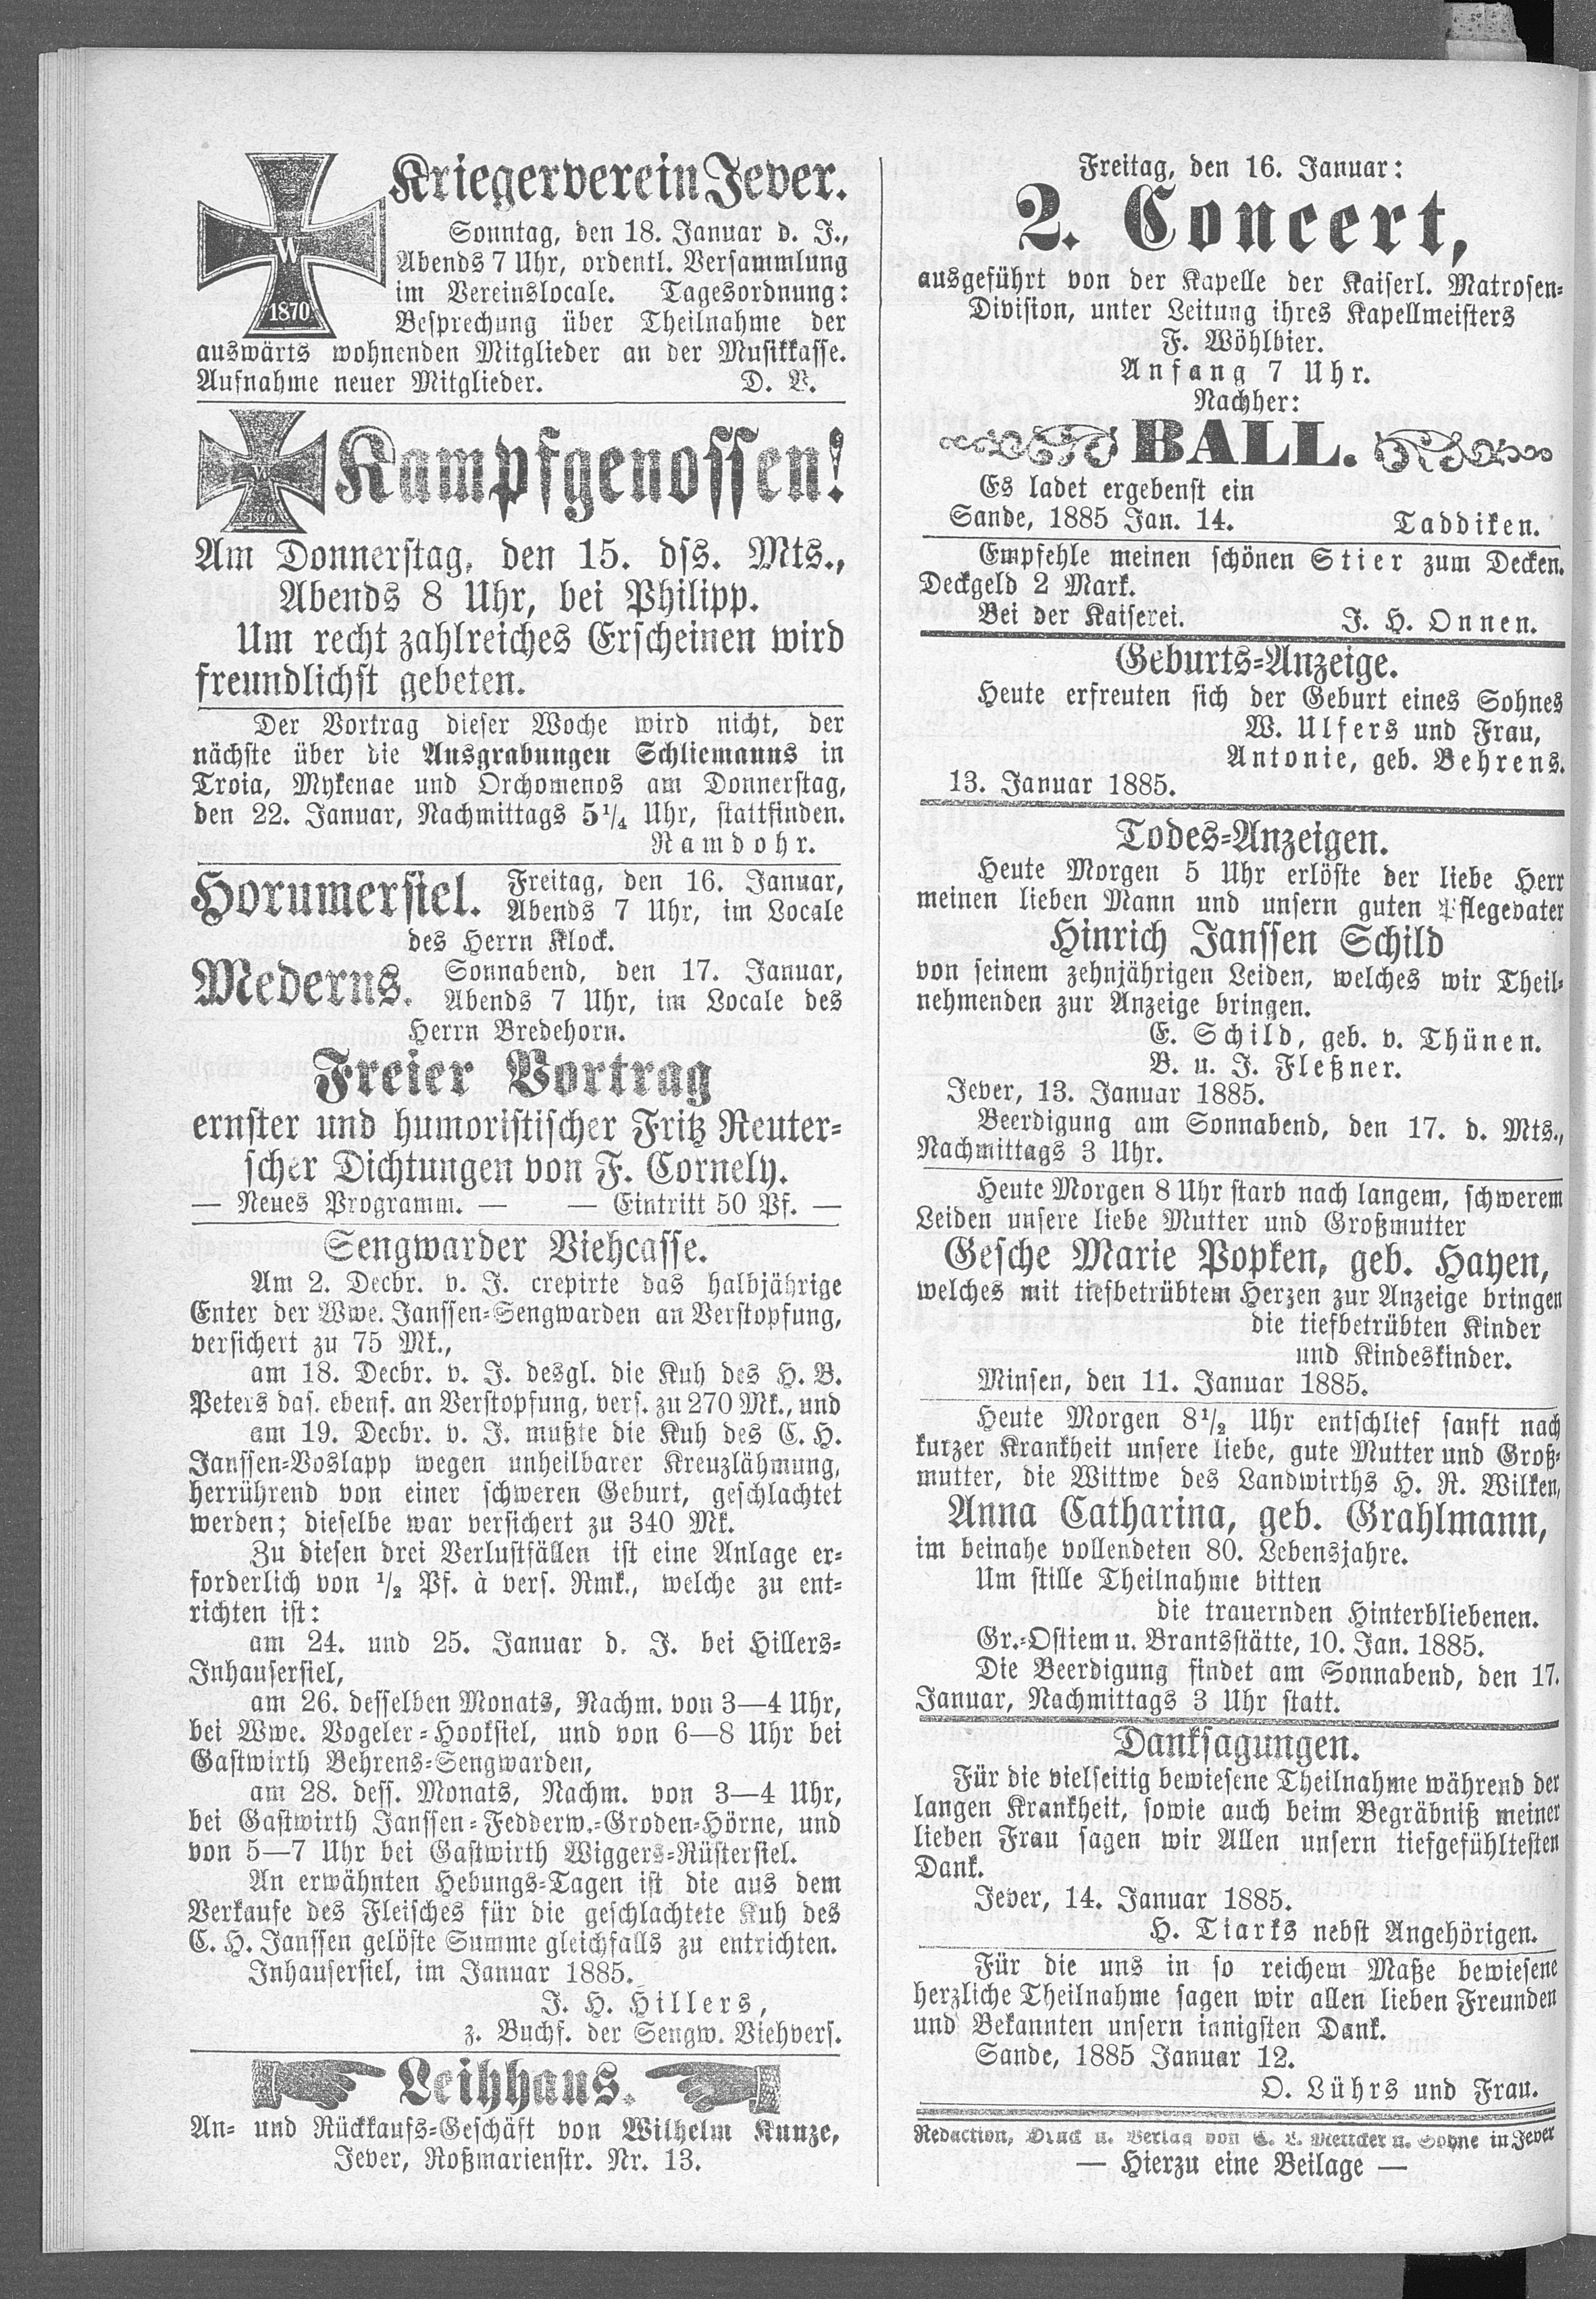 Kriegerverein Jever.
Sonntag, den 18. Januar d. J.,
Abends 7 Uhr, ordentl. Versammlung
im Vereinslocale. Tagesordnung:
Besprechung über Theilnahme der
auswärts wohnenden Mitglieder an der Musikkasse.
Aufnahme neuer Mitglieder. D. V.
W
1870
Kampfgenossen!
W
1870
Am Donnerstag, den 15. dss. Mts.,
Abends 8 Uhr, bei Philipp.
Um recht zahlreiches Erscheinen wird
freundlichst gebeten.
Der Vortrag dieser Woche wird nicht, der
nächste über die Ausgrabungen Schliemanns in
Troia, Mykenae und Orchomenos am Donnerstag,
den 22. Januar, Nachmittags 5¼ Uhr, stattfinden.
Ramdohr.
Horumersiel. Freitag, den 16. Januar,
Abends 7 Uhr, im Locale
des Herrn Klock.
Mederns. Sonnabend, den 17. Januar,
Abends 7 Uhr, im Locale des
Herrn Bredehorn.
Freier Vortrag
ernster und humoristischer Fritz Reuter-
scher Dichtungen von F. Cornely.
— Neues Programm. — — Eintritt 50 Pf. —
Sengwarder Viehcasse.
Am 2. Decbr. v. J. crepirte das halbjährige
Enter der Wwe. Janssen-Sengwarden an Verstopfung,
versichert zu 75 Mk.,
am 18. Decbr. v. J. desgl. die Kuh des H. B.
Peters das. ebenf. an Verstopfung, vers. zu 270 Mk., und
am 19. Decbr. v. J. mußte die Kuh des C. H.
Janssen-Voslapp wegen unheilbarer Kreuzlähmung,
herrührend von einer schweren Geburt, geschlachtet
werden; dieselbe war versichert zu 340 Mk.
Zu diesen drei Verlustfällen ist eine Anlage er-
forderlich von ½ Pf. à vers. Rmk., welche zu ent-
richten ist:
am 24. und 25. Januar d. J. bei Hillers-
Inhausersiel,
am 26. desselben Monats, Nachm. von 3—4 Uhr,
bei Wwe. Vogeler-Hooksiel, und von 6—8 Uhr bei
Gastwirth Behrens-Sengwarden,
am 28. dess. Monats, Nachm. von 3—4 Uhr,
bei Gastwirth Janssen-Fedderw.-Groden-Hörne, und
von 5—7 Uhr bei Gastwirth Wiggers-Rüstersiel.
An erwähnten Hebungs-Tagen ist die aus dem
Verkaufe des Fleisches für die geschlachtete Kuh des
C. H. Janssen gelöste Summe gleichfalls zu entrichten.
Inhausersiel, im Januar 1885.
J. H. Hillers,
z. Buchf. der Sengw. Viehvers.
Leihhaus.
An- und Rückkaufs-Geschäft von Wilhelm Kunze,
Jever, Roßmarienstr. Nr. 13.
Freitag, den 16. Januar:
2. Concert,
ausgeführt von der Kapelle der Kaiserl. Matrosen-
Division, unter Leitung ihres Kapellmeisters
F. Wöhlbier.
Anfang 7 Uhr.
Nachher:
BALL.
Es ladet ergebenst ein
Sande, 1885 Jan. 14. Taddiken.
Empfehle meinen schönen Stier zum Decken.
Deckgeld 2 Mark.
Bei der Kaiserei. J. H. Onnen.
Geburts-Anzeige.
Heute erfreuten sich der Geburt eines Sohnes
W. Ulfers und Frau,
Antonie, geb. Behrens.
13. Januar 1885.
Todes-Anzeigen.
Heute Morgen 5 Uhr erlöste der liebe Herr
meinen lieben Mann und unsern guten Pflegevater
Hinrich Janssen Schild
von seinem zehnjährigen Leiden, welches wir Theil-
nehmenden zur Anzeige bringen.
E. Schild, geb. v. Thünen.
B. u. J. Fleßner.
Jever, 13. Januar 1885.
Beerdigung am Sonnabend, den 17. d. Mts.,
Nachmittags 3 Uhr.
Heute Morgen 8 Uhr starb nach langem, schwerem
Leiden unsere liebe Mutter und Großmutter
Gesche Marie Popken, geb. Hayen,
welches mit tiefbetrübtem Herzen zur Anzeige bringen
die tiefbetrübten Kinder
und Kindeskinder.
Minsen, den 11. Januar 1885.
Heute Morgen 8½ Uhr entschlief sanft nach
kurzer Krankheit unsere liebe, gute Mutter und Groß-
mutter, die Wittwe des Landwirths H. R. Wilken,
Anna Catharina, geb. Grahlmann,
im beinahe vollendeten 80. Lebensjahre.
Um stille Theilnahme bitten
die trauernden Hinterbliebenen.
Gr.-Ostiem u. Brantsstätte, 10. Jan. 1885.
Die Beerdigung findet am Sonnabend, den 17.
Januar, Nachmittags 3 Uhr statt.
Danksagungen.
Für die vielseitig bewiesene Theilnahme während der
langen Krankheit, sowie auch beim Begräbniß meiner
lieben Frau sagen wir Allen unsern tiefgefühltesten
Dank.
Jever, 14. Januar 1885.
H. Tiarks nebst Angehörigen.
Für die uns in so reichem Maße bewiesene
herzliche Theilnahme sagen wir allen lieben Freunden
und Bekannten unsern innigsten Dank.
Sande, 1885 Januar 12.
O. Lührs und Frau.
Redaction, Druck u. Verlag von C. L. Mettcker u. Söhne in Jever
— Hierzu eine Beilage —